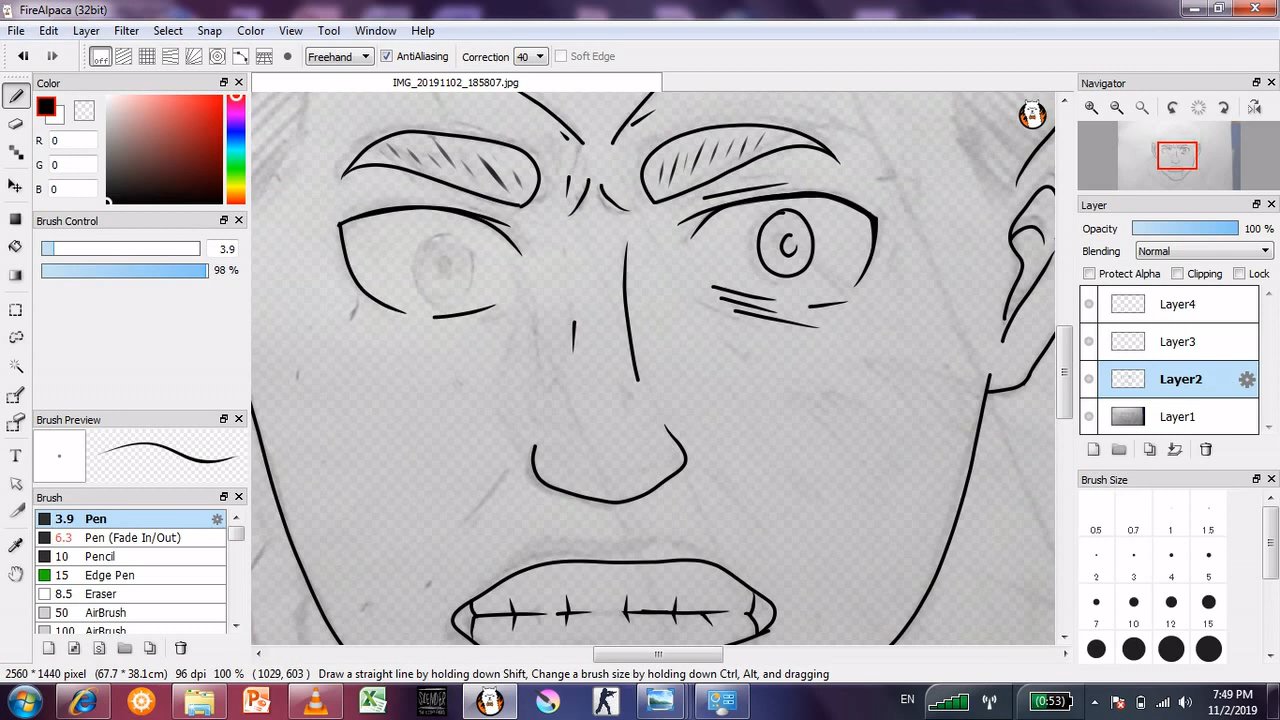 FireAlpaca (32bit)
File Edit Layer Filter Select Snap Color View Tool Window Help
off Freehand AntiAliasing Correction 40 Soft Edge
Color
IMG_20191102_185807.jpg
Navigator
R 0
G 0
B 0
Brush Control
3.9
98 %
Layer
Opacity 100 %
Blending Normal
Protect Alpha Clipping Lock
Layer4
Layer3
Layer2
Layer1
Brush Preview
Brush
3.9 Pen
6.3 Pen (Fade In/Out)
10 Pencil
15 Edge Pen
8.5 Eraser
50 AirBrush
100 AirBrush
Brush Size
0.5 0.7 1 1.5
2 3 4 5
7 10 12 15
2560 * 1440 pixel (67.7 * 38.1cm) 96 dpi 100 % (1029, 603) Draw a straight line by holding down Shift, Change a brush size by holding down Ctrl, Alt, and dragging
EN
(0:53)
7:49 PM
11/2/2019